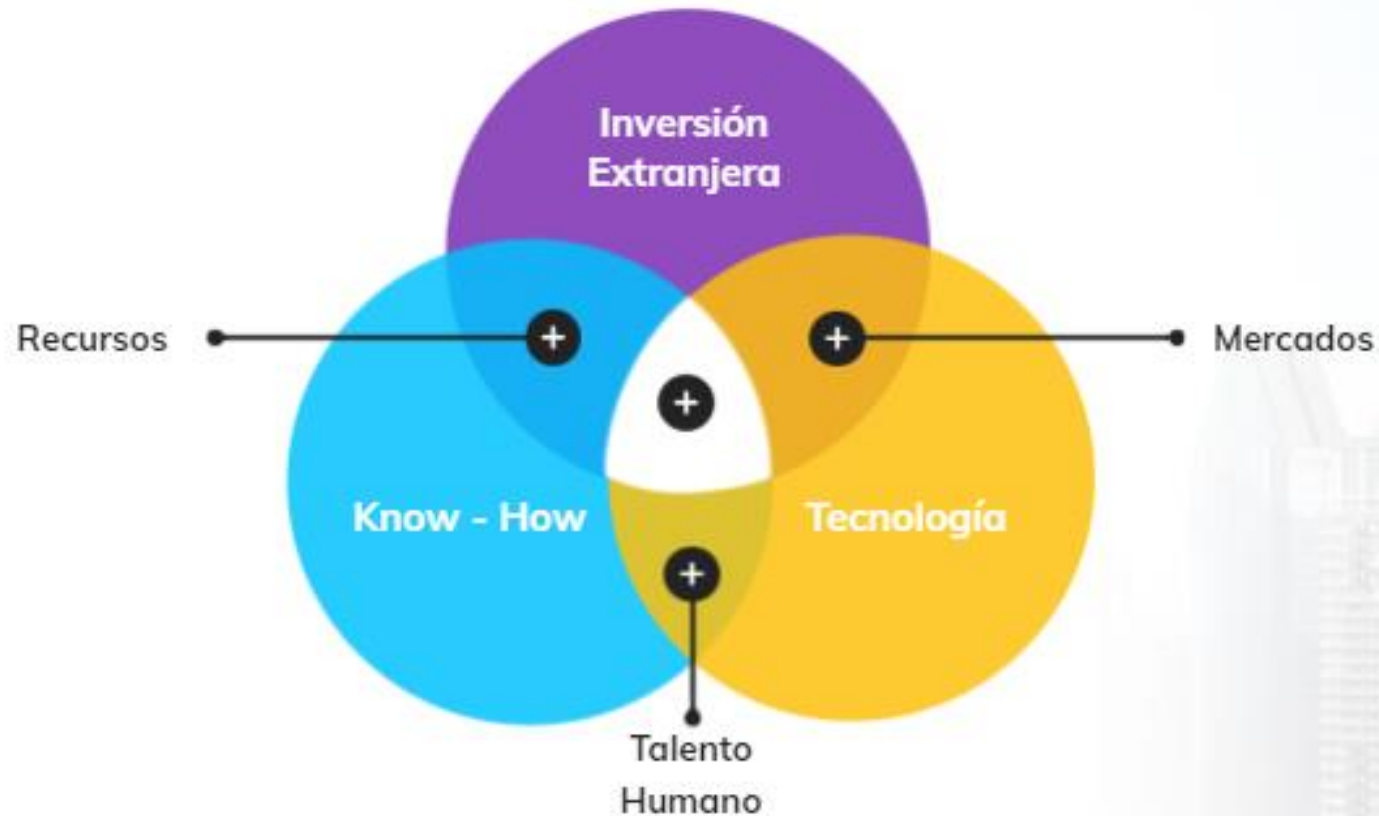 Inversión
Extranjera
Recursos
Mercados
Know - How
Tecnología
Talento
Humano